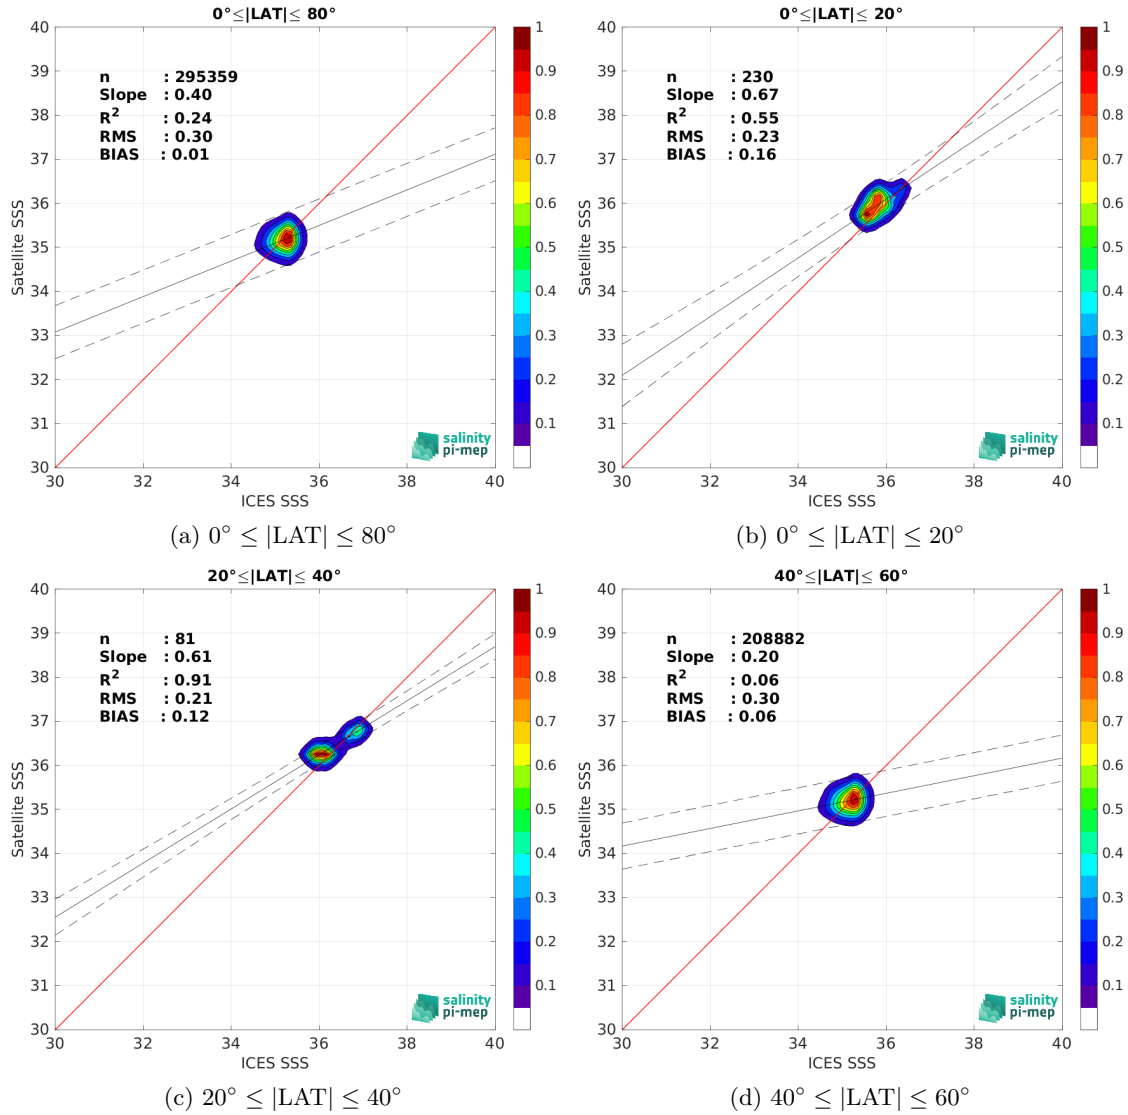 0°≤|LAT|≤ 80°
n : 295359
Slope : 0.40
R² : 0.24
RMS : 0.30
BIAS : 0.01
40
39
38
37
36
35
34
33
32
31
30
Satellite SSS
30 32 34 36 38 40
ICES SSS
1
0.9
0.8
0.7
0.6
0.5
0.4
0.3
0.2
0.1
salinity
pi-mep
(a) 0° ≤ |LAT| ≤ 80°
0°≤|LAT|≤ 20°
n : 230
Slope : 0.67
R² : 0.55
RMS : 0.23
BIAS : 0.16
40
39
38
37
36
35
34
33
32
31
30
Satellite SSS
30 32 34 36 38 40
ICES SSS
1
0.9
0.8
0.7
0.6
0.5
0.4
0.3
0.2
0.1
salinity
pi-mep
(b) 0° ≤ |LAT| ≤ 20°
20°≤|LAT|≤ 40°
n : 81
Slope : 0.61
R² : 0.91
RMS : 0.21
BIAS : 0.12
40
39
38
37
36
35
34
33
32
31
30
Satellite SSS
30 32 34 36 38 40
ICES SSS
1
0.9
0.8
0.7
0.6
0.5
0.4
0.3
0.2
0.1
salinity
pi-mep
(c) 20° ≤ |LAT| ≤ 40°
40°≤|LAT|≤ 60°
n : 208882
Slope : 0.20
R² : 0.06
RMS : 0.30
BIAS : 0.06
40
39
38
37
36
35
34
33
32
31
30
Satellite SSS
30 32 34 36 38 40
ICES SSS
1
0.9
0.8
0.7
0.6
0.5
0.4
0.3
0.2
0.1
salinity
pi-mep
(d) 40° ≤ |LAT| ≤ 60°